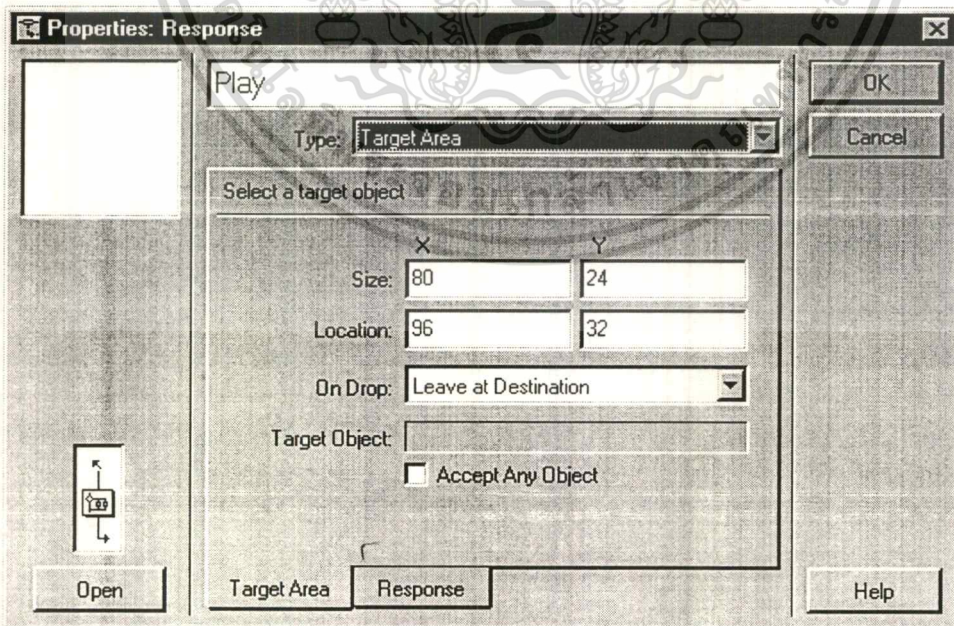 Properties: Response
Play
OK
Type: Target Area
Cancel
Select a target object
X Y
Size: 80 24
Location: 96 32
On Drop: Leave at Destination
Target Object:
Accept Any Object
Open
Target Area Response
Help